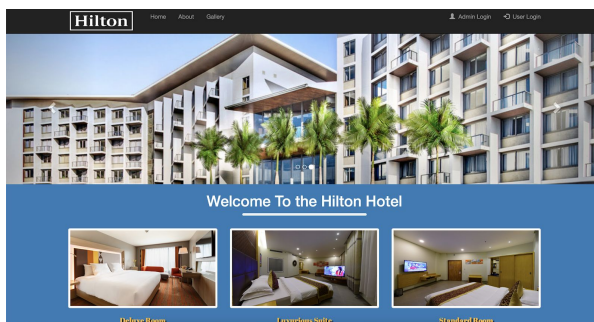 Hilton
Home About Gallery
Admin Login User Login
Welcome To the Hilton Hotel
Deluxe Room Luxurious Suite Standard Room